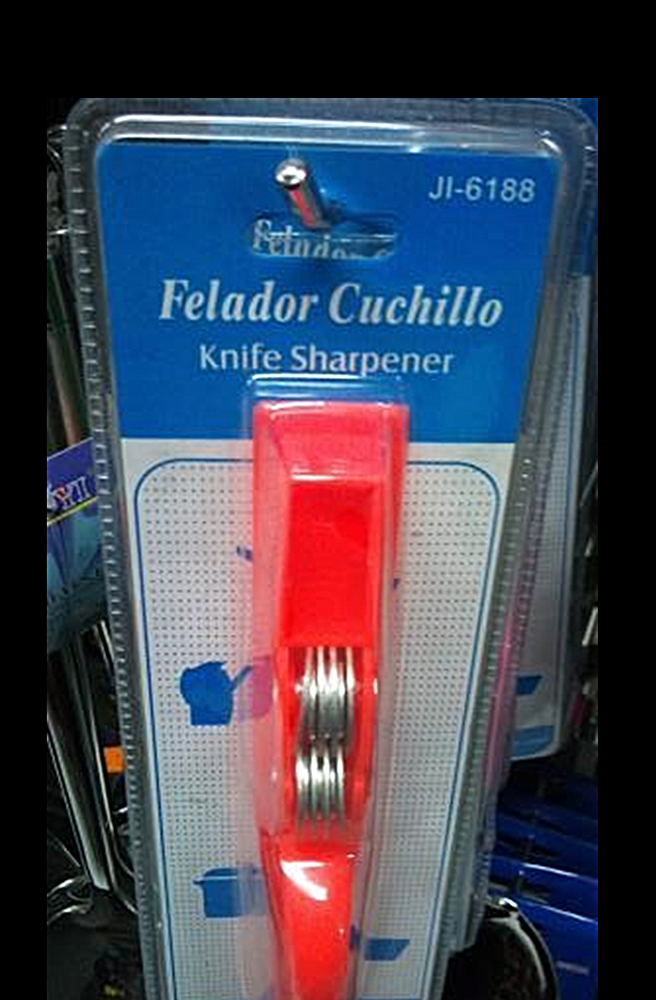 JI-6188
Felador Cuchillo
Knife Sharpener